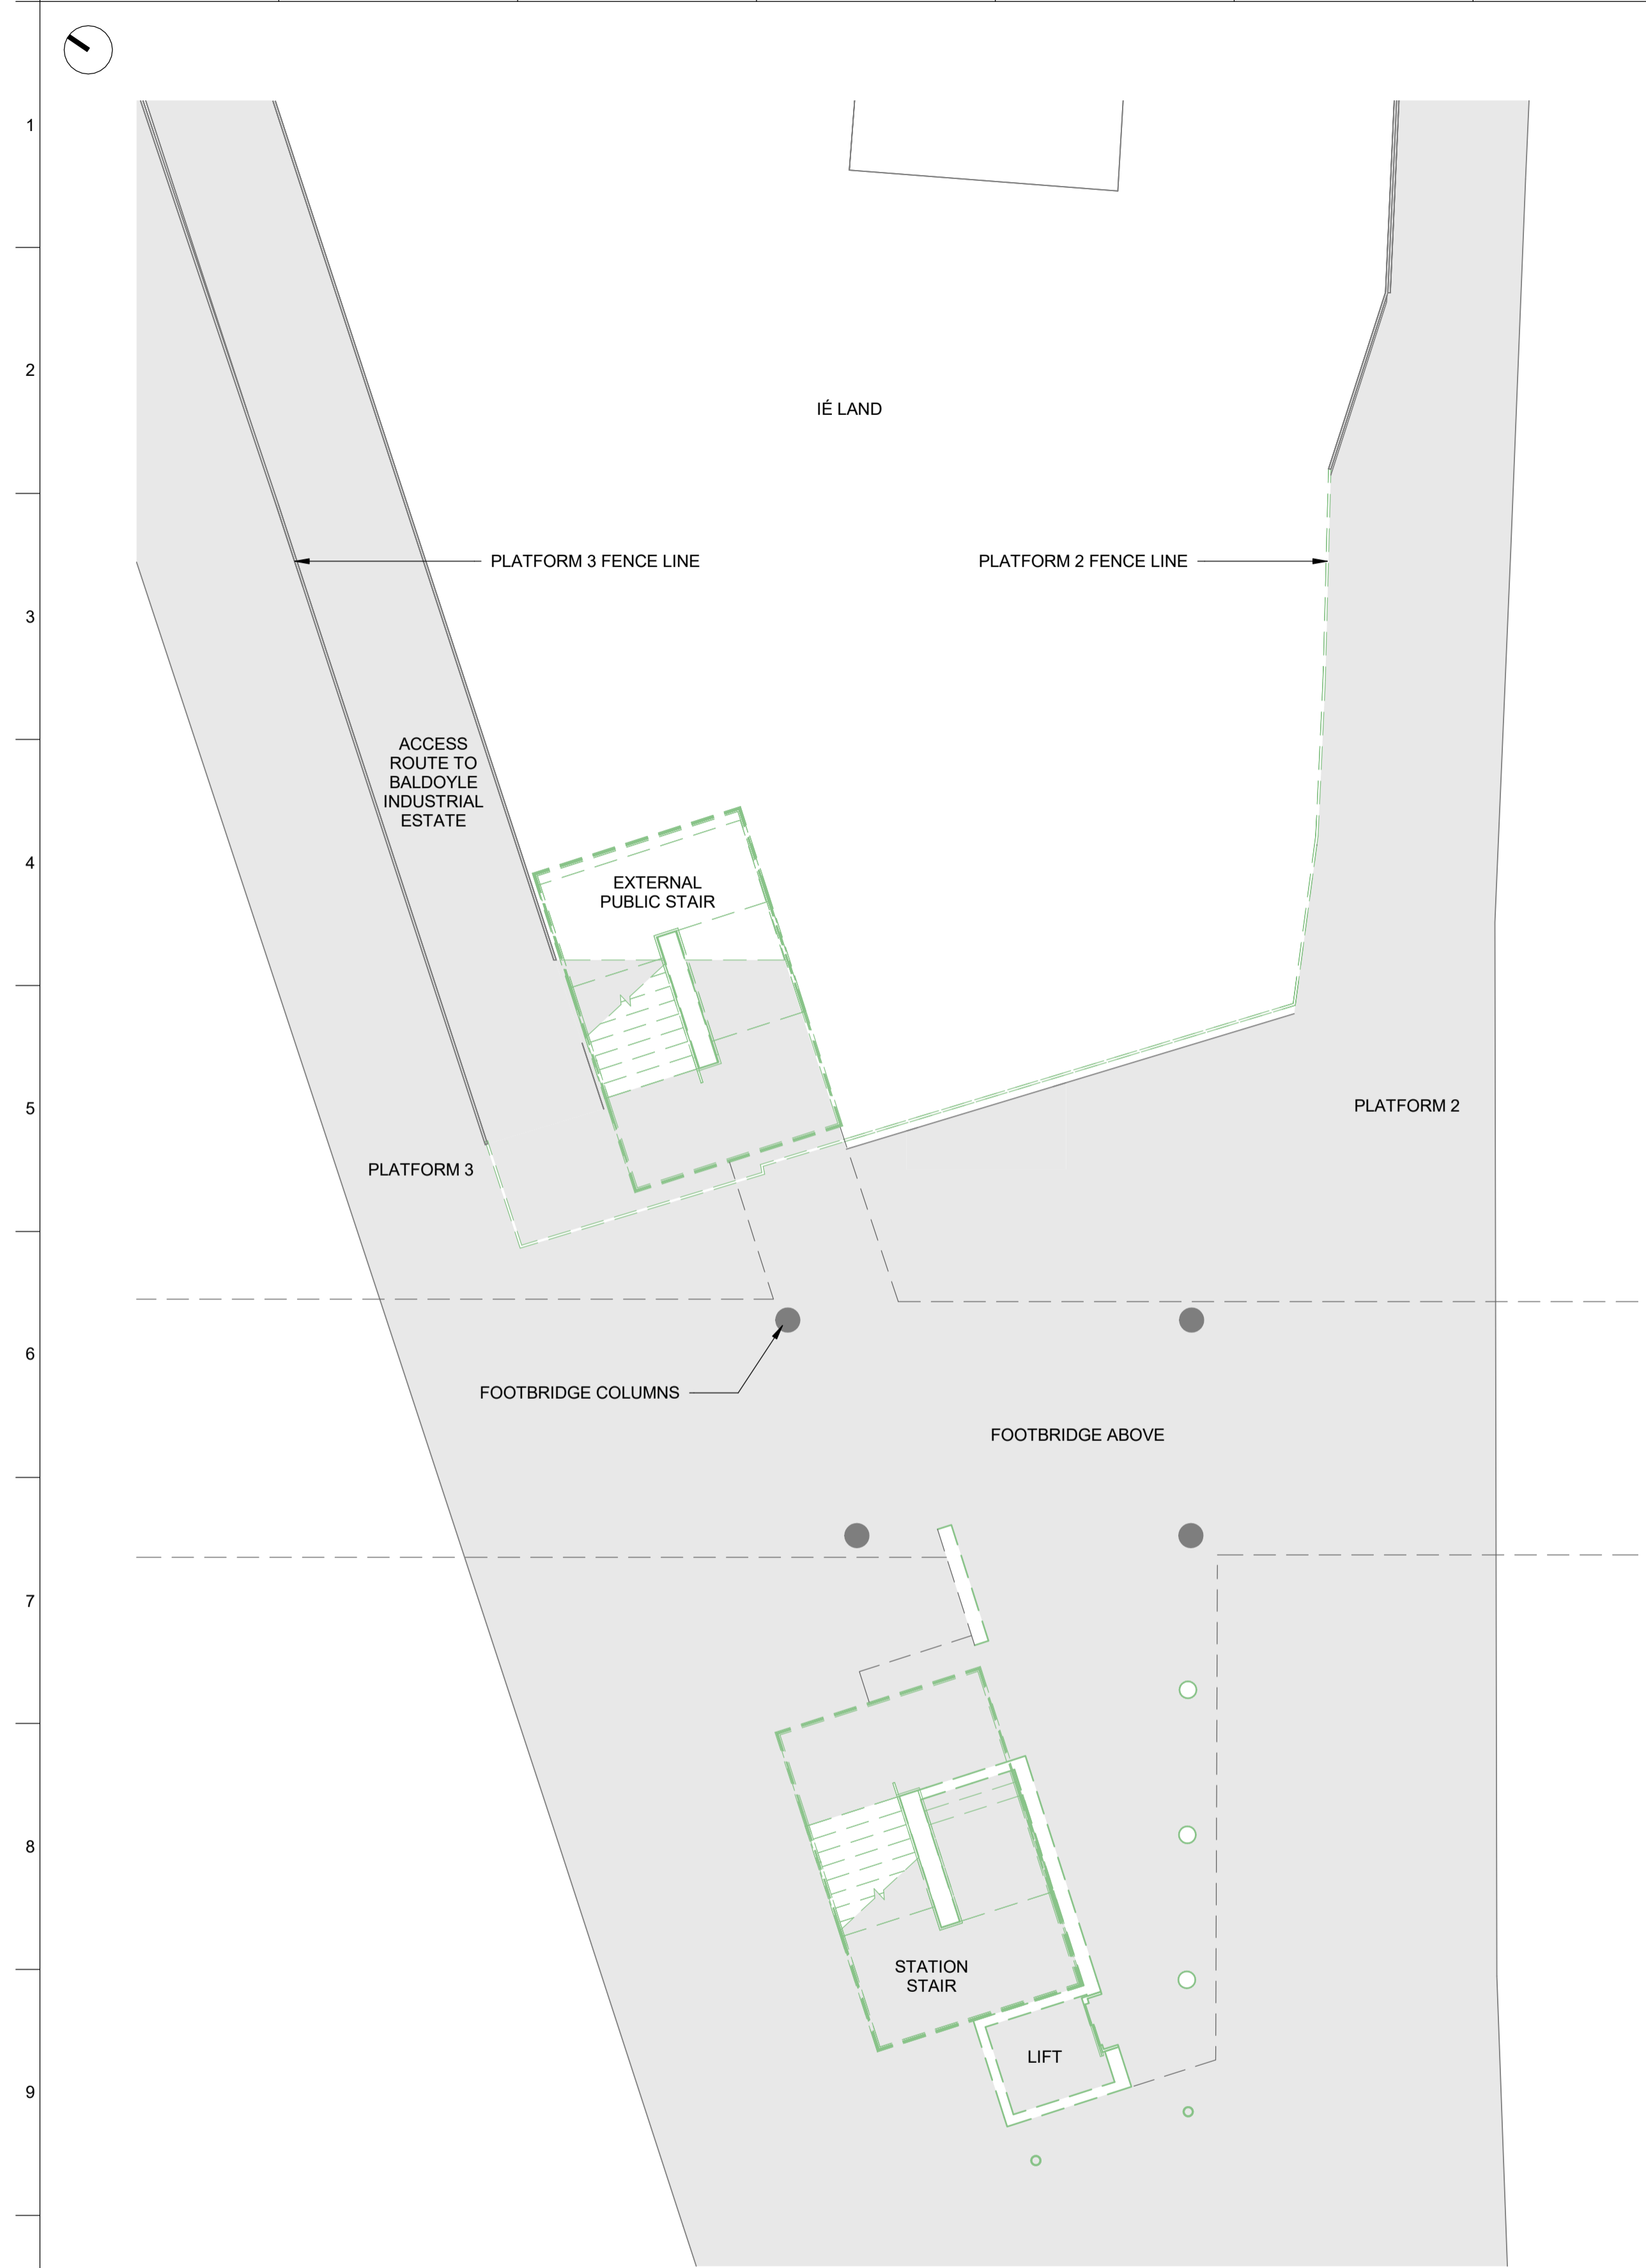 1
2
IÉ LAND
PLATFORM 3 FENCE LINE
PLATFORM 2 FENCE LINE
3
ACCESS
ROUTE TO
BALDOYLE
INDUSTRIAL
ESTATE
4
EXTERNAL
PUBLIC STAIR
5
PLATFORM 2
PLATFORM 3
6
FOOTBRIDGE COLUMNS
FOOTBRIDGE ABOVE
7
8
STATION
STAIR
LIFT
9